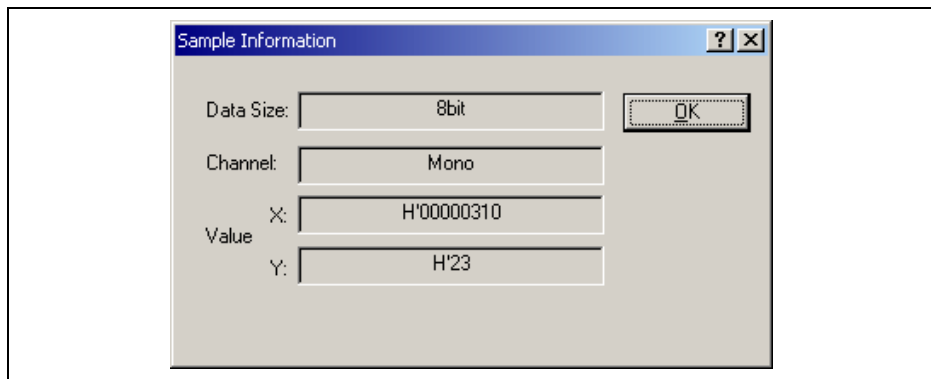 Sample Information
Data Size: 8bit
OK
Channel: Mono
X: H'00000310
Value
Y: H'23